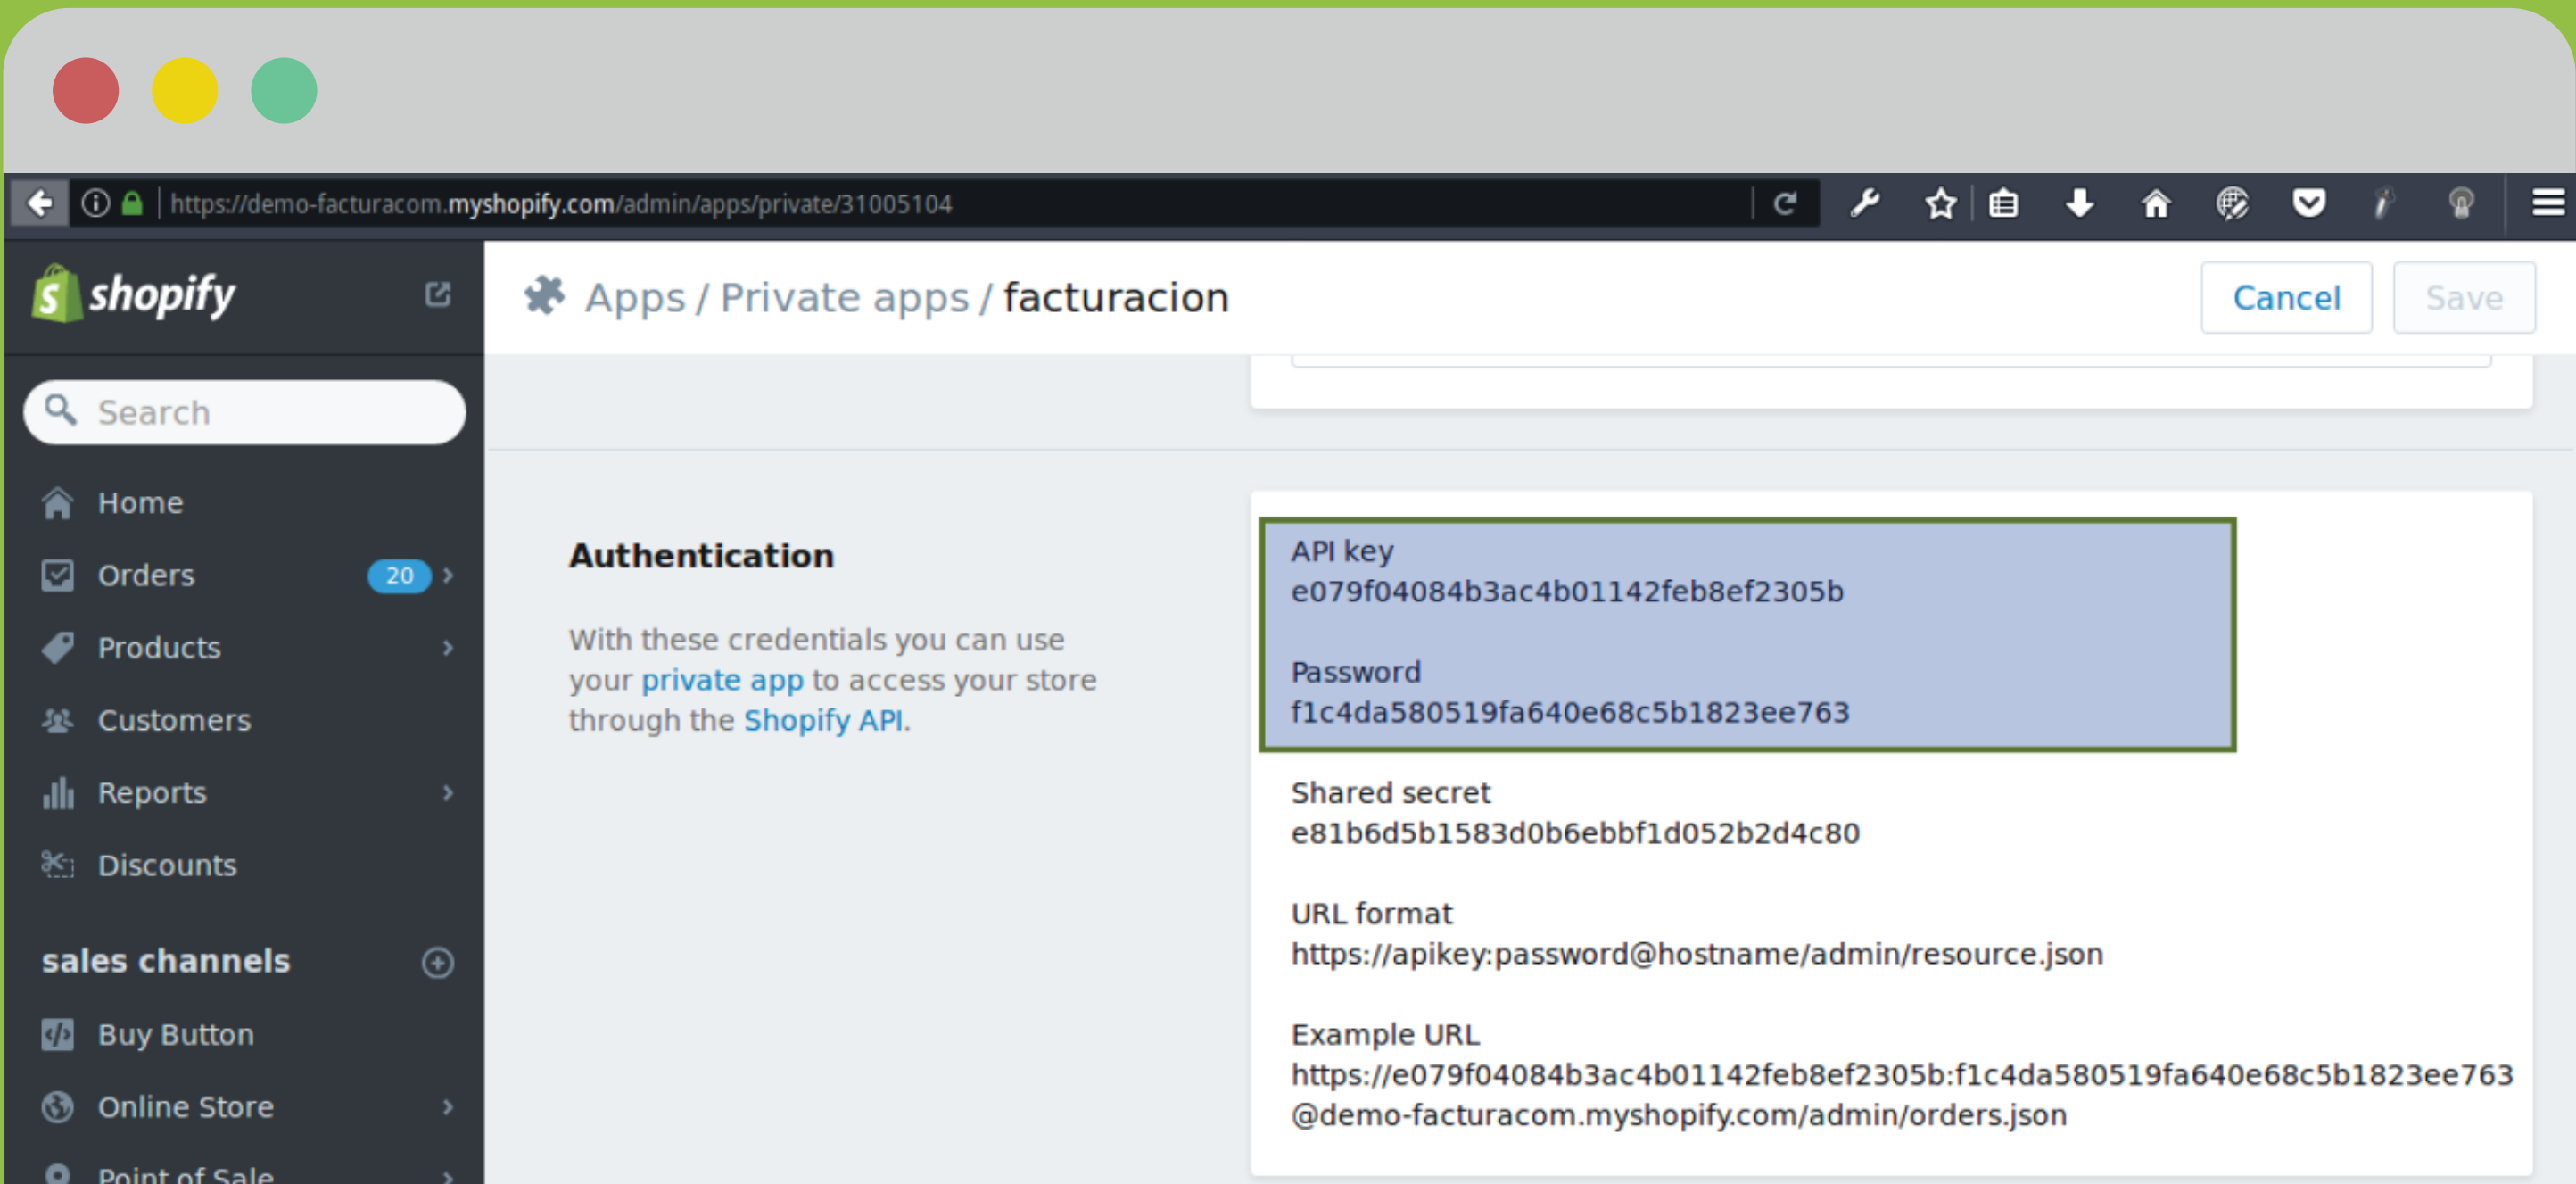 https://demo-facturacom.myshopify.com/admin/apps/private/31005104
shopify
Apps / Private apps / facturacion
Cancel
Save
Search
Home
Orders 20
Products
Customers
Reports
Discounts
sales channels
Buy Button
Online Store
Point of Sale
Authentication
With these credentials you can use
your private app to access your store
through the Shopify API.
API key
e079f04084b3ac4b01142feb8ef2305b
Password
f1c4da580519fa640e68c5b1823ee763
Shared secret
e81b6d5b1583d0b6ebbf1d052b2d4c80
URL format
https://apikey:password@hostname/admin/resource.json
Example URL
https://e079f04084b3ac4b01142feb8ef2305b:f1c4da580519fa640e68c5b1823ee763
@demo-facturacom.myshopify.com/admin/orders.json